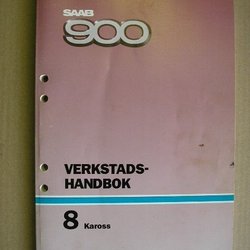 SAAB
900
VERKSTADS-
HANDBOK
8 Kaross